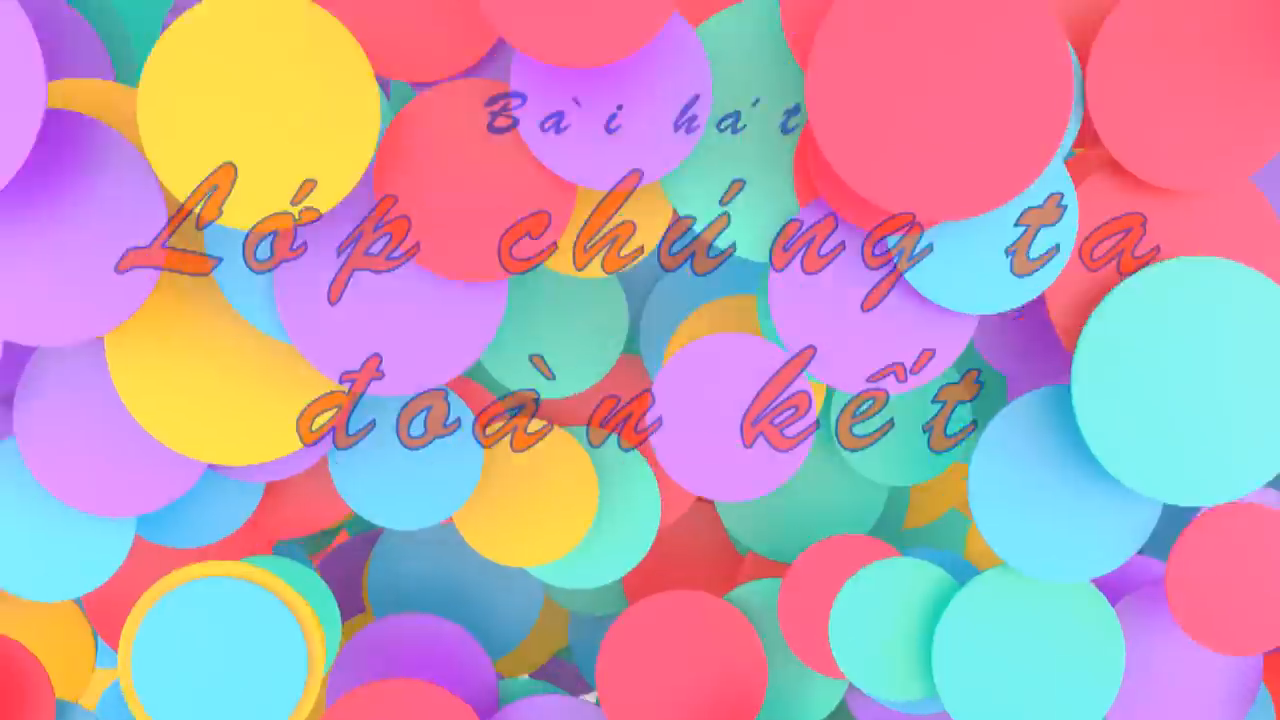 Bài hát
Lớp chúng ta
đoàn kết